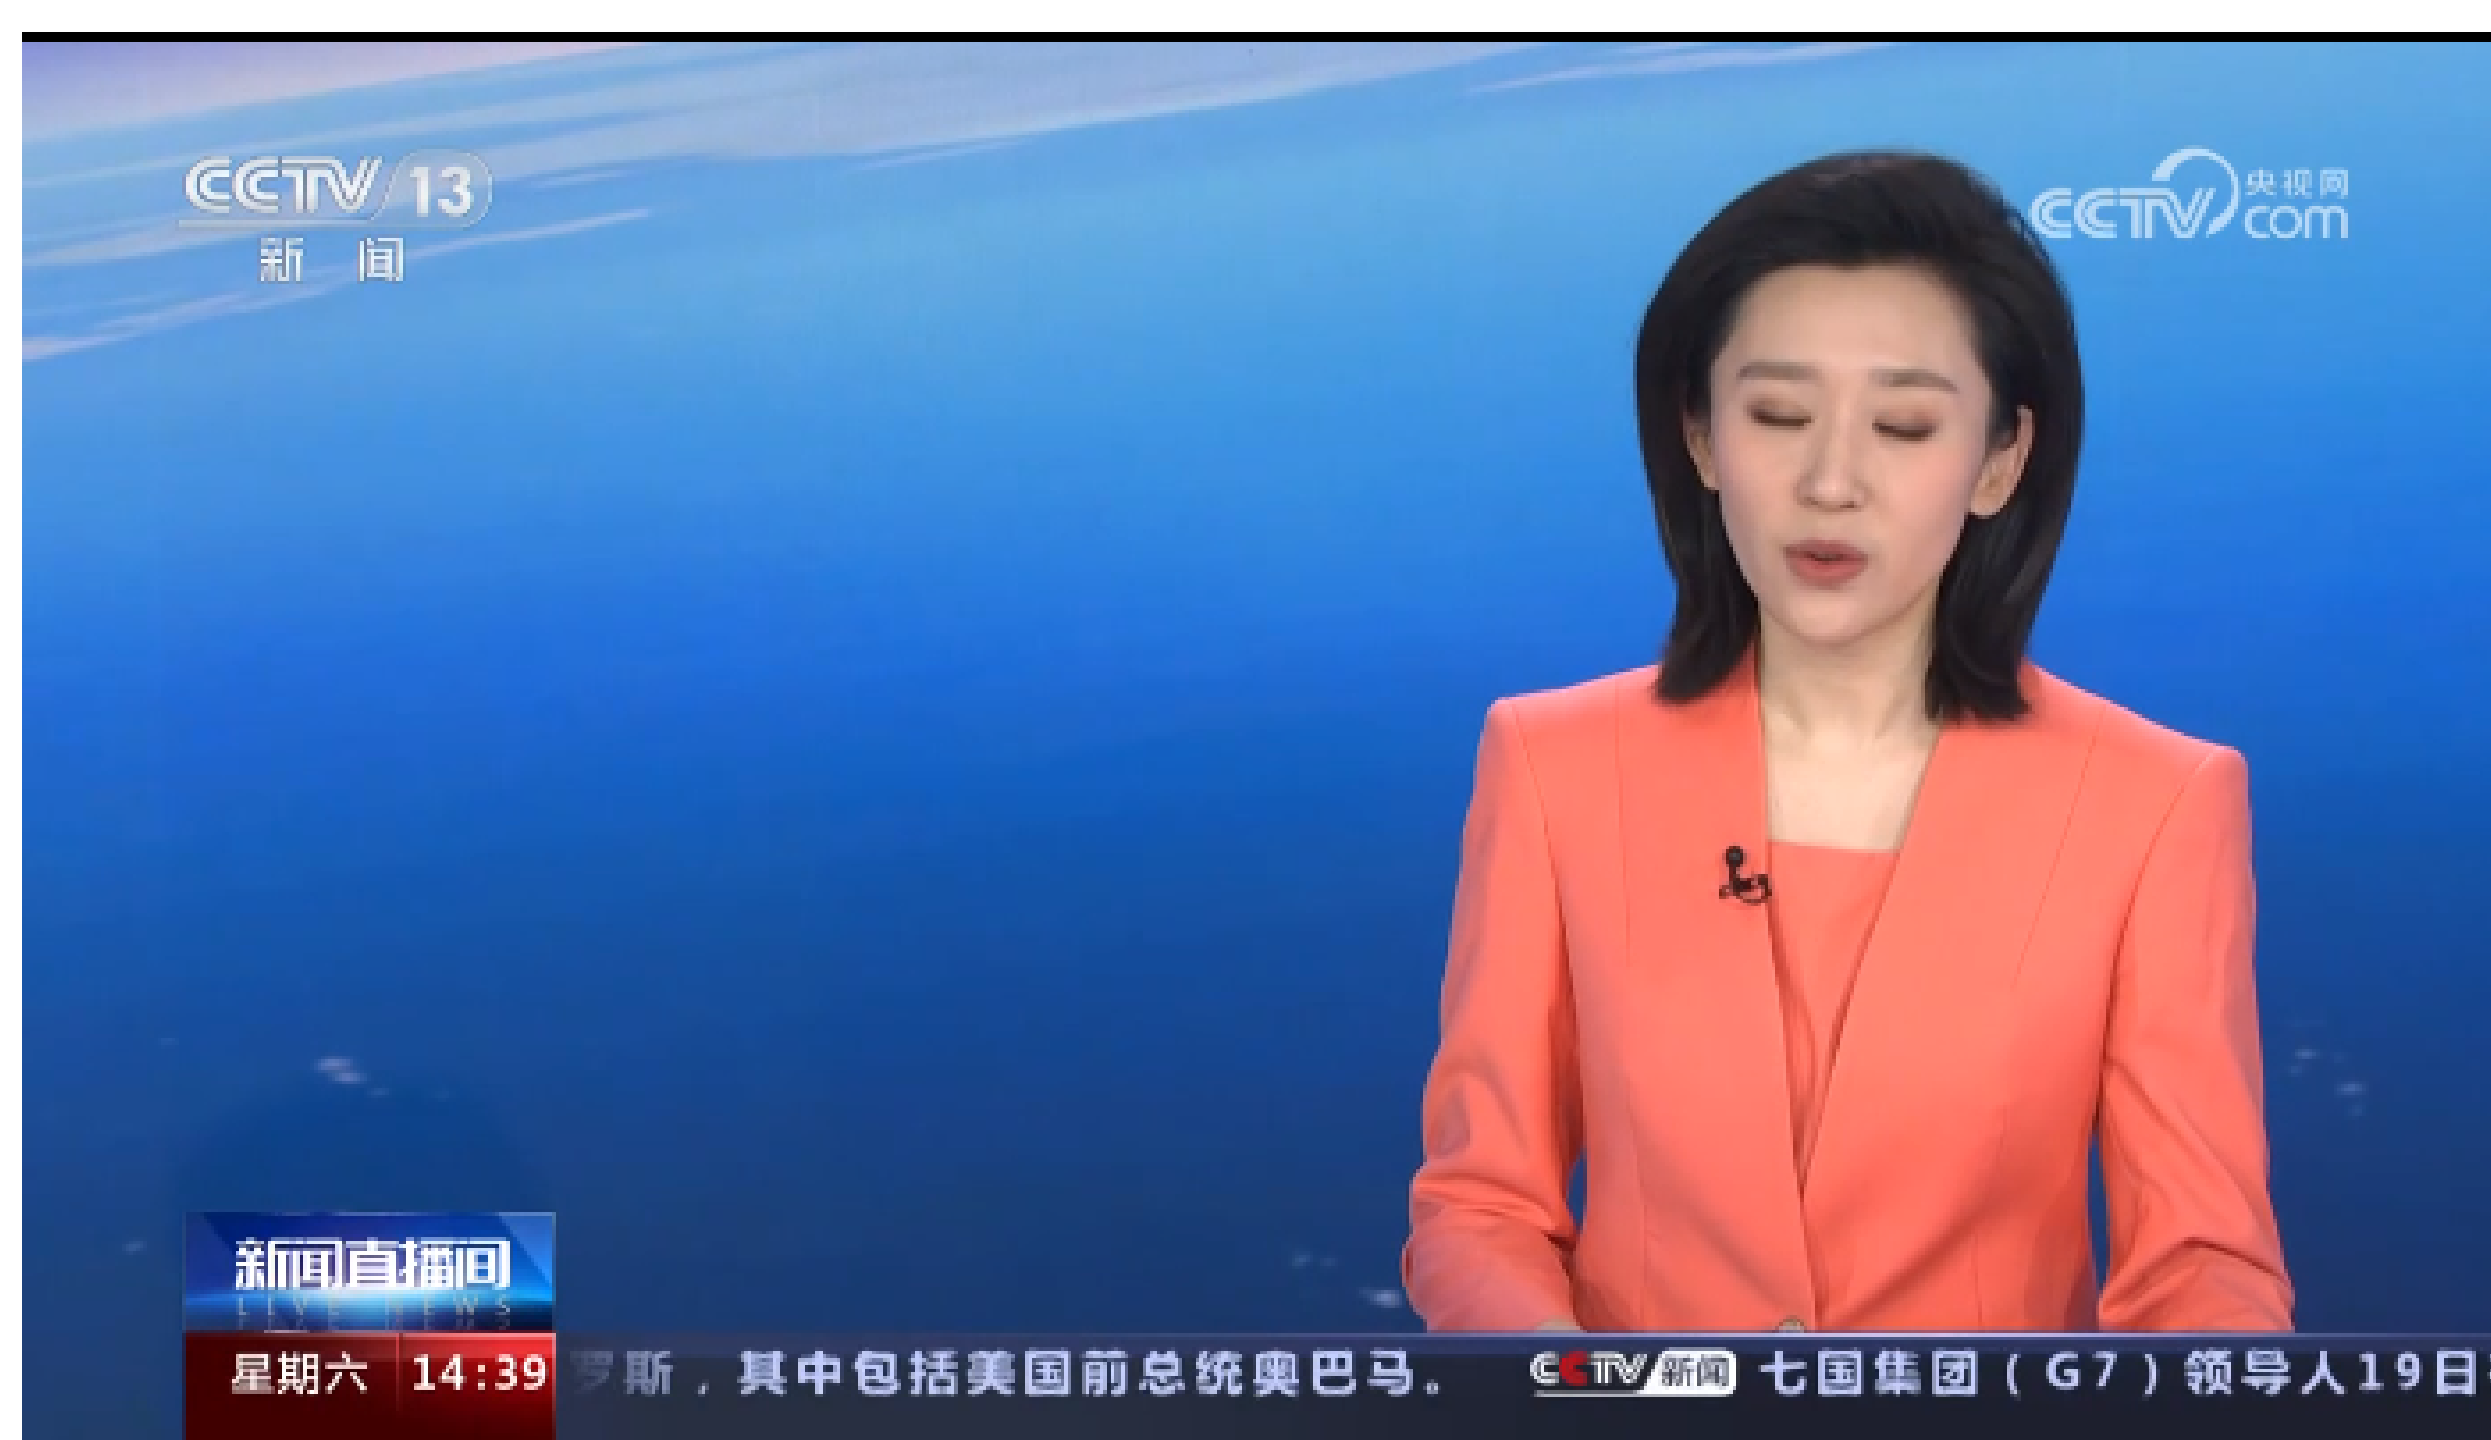 CCTV 13
新闻
央视网
CCTV com
新闻直播间
LIVE NEWS
星期六 14:39 罗斯，其中包括美国前总统奥巴马。 CCTV 新闻 七国集团（G7）领导人19日